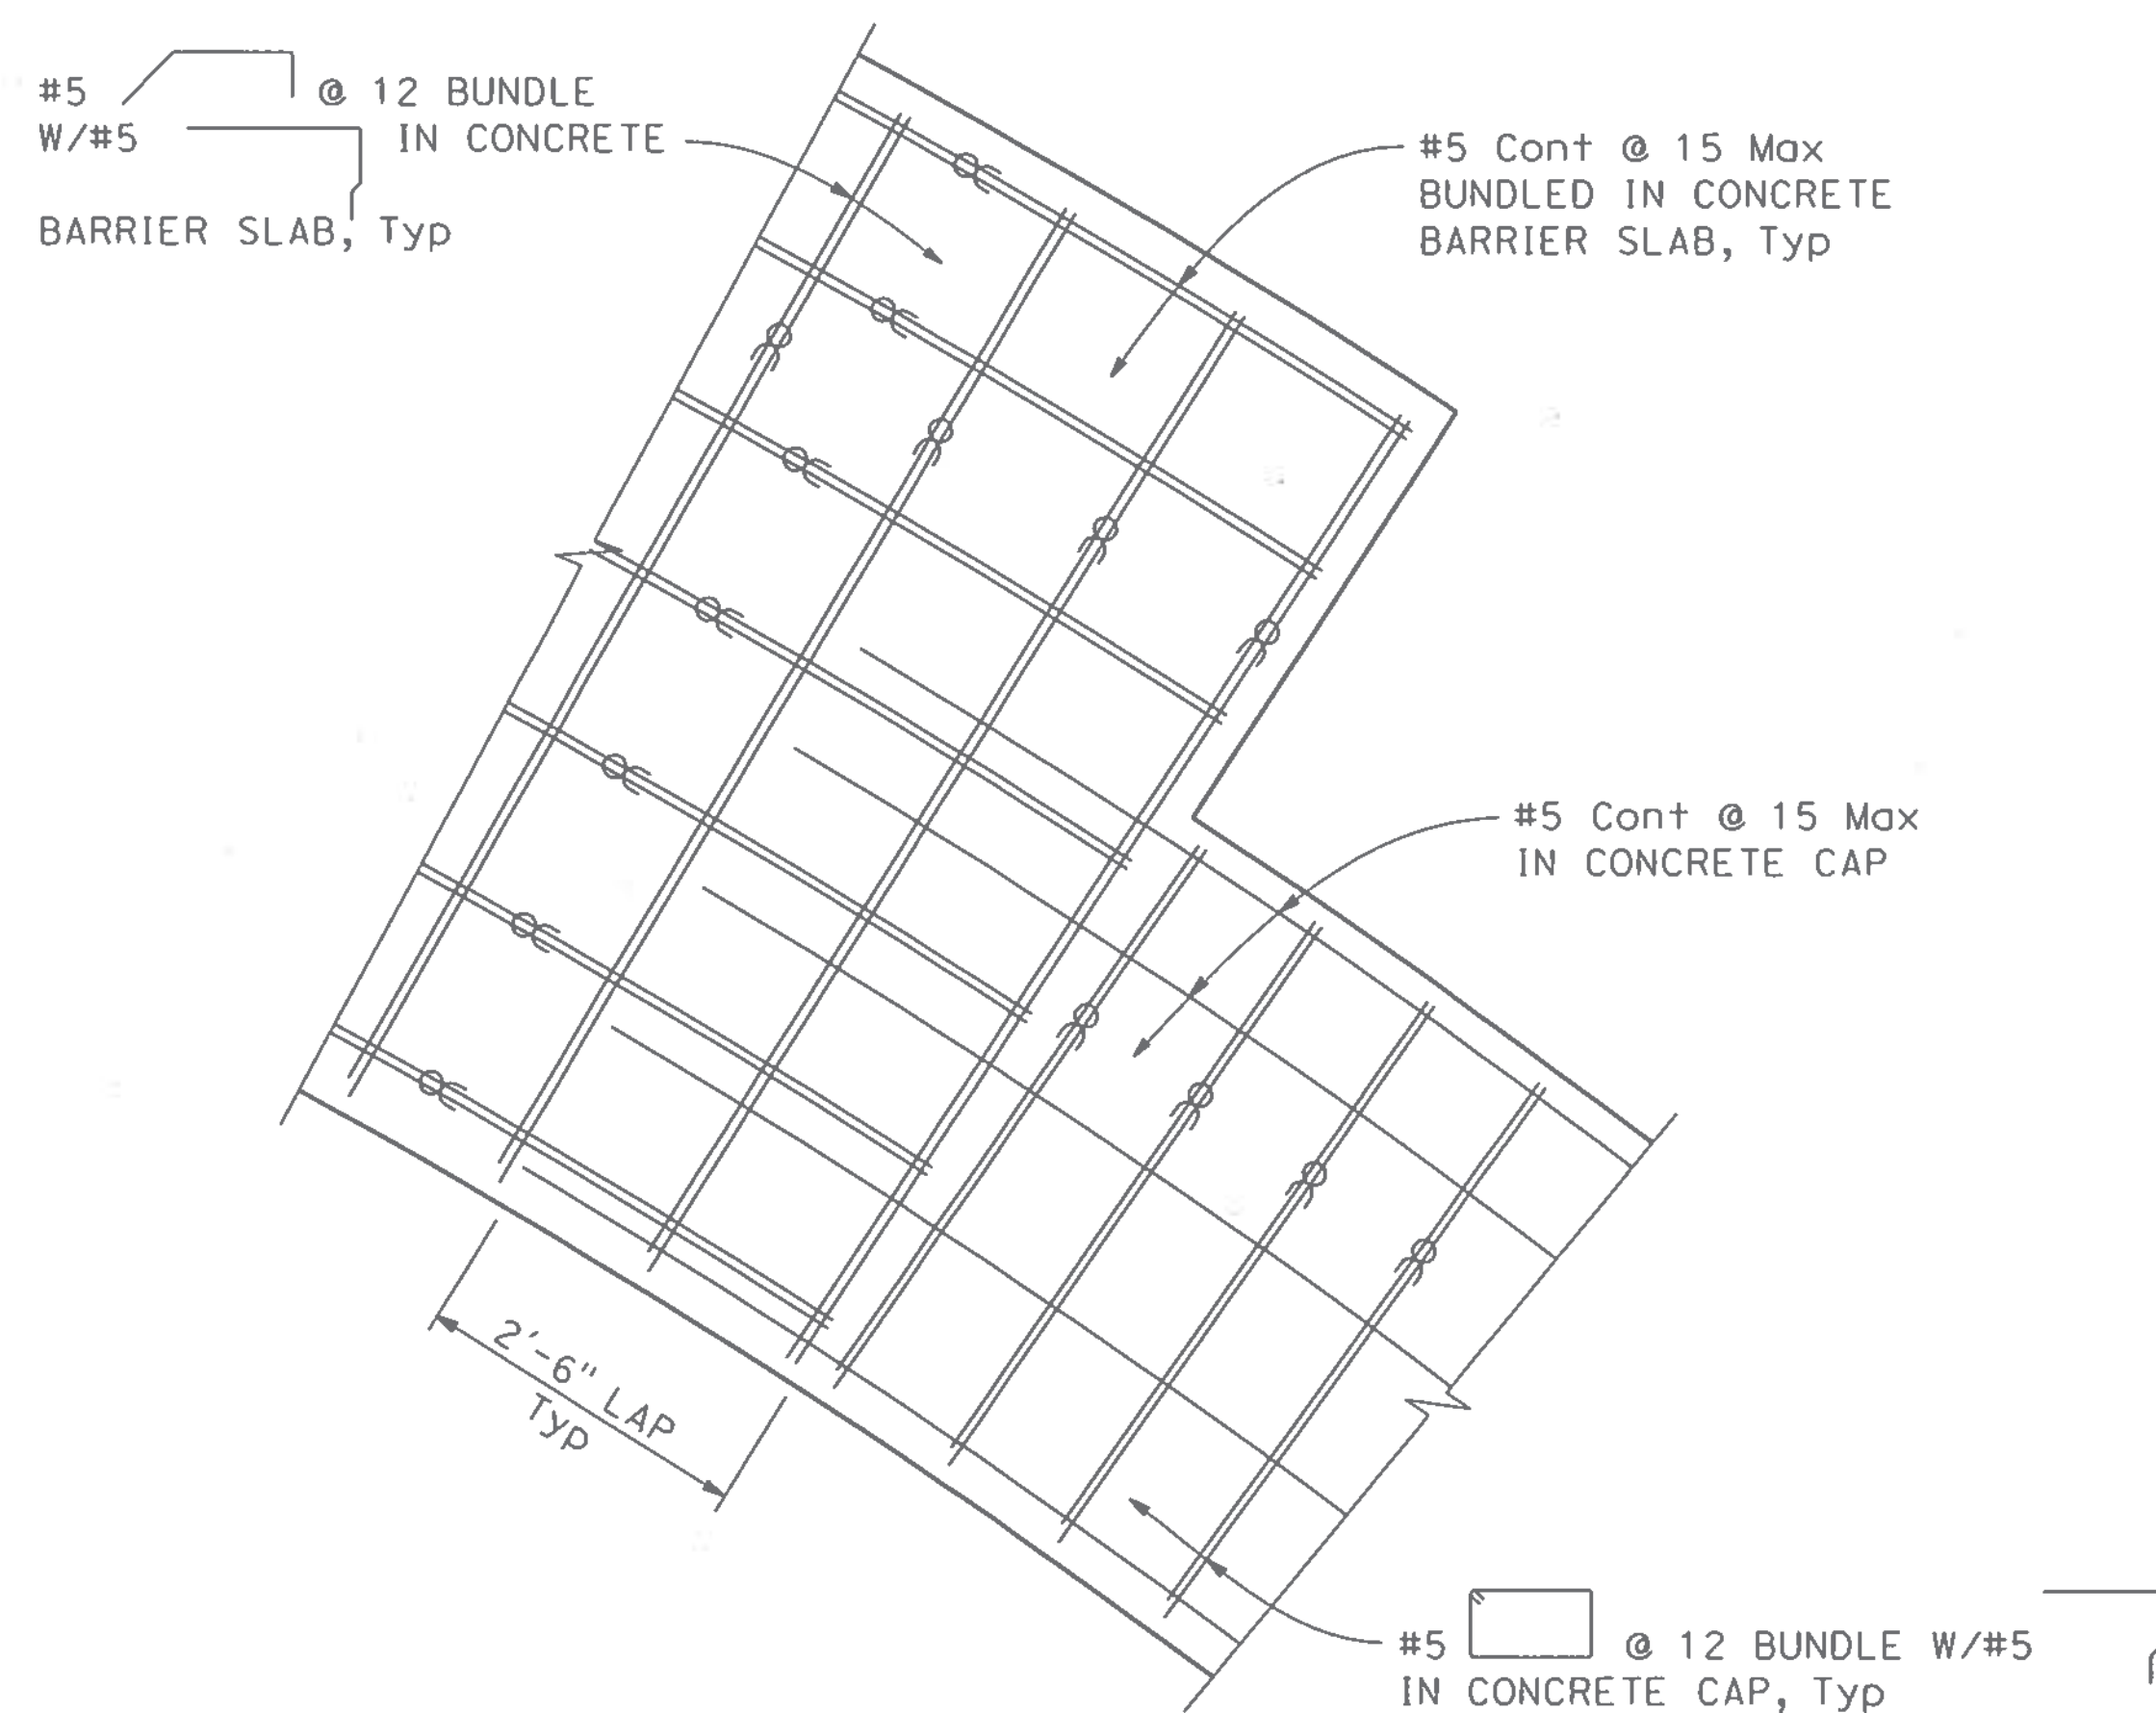 #5 @ 12 BUNDLE
W/#5 IN CONCRETE
BARRIER SLAB, Typ
#5 Cont @ 15 Max
BUNDLED IN CONCRETE
BARRIER SLAB, Typ
#5 Cont @ 15 Max
IN CONCRETE CAP
2'-6" LAP
Typ
#5 @ 12 BUNDLE W/#5
IN CONCRETE CAP, Typ